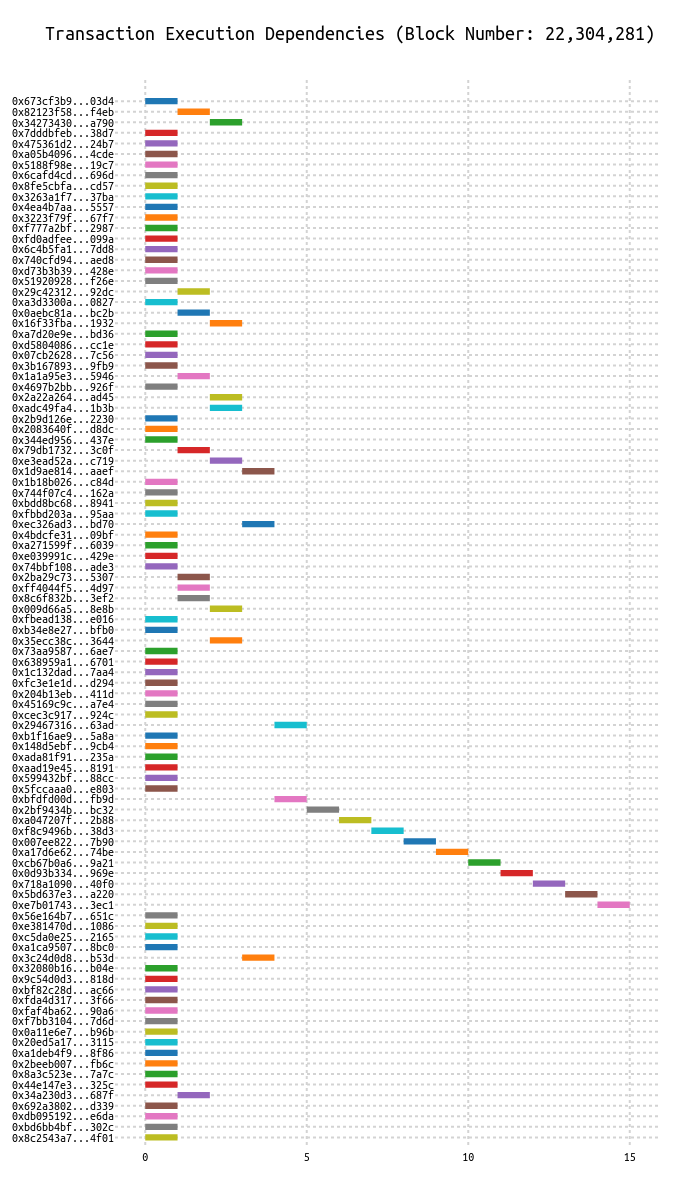 Transaction Execution Dependencies (Block Number: 22,304,281)
0x673cf3b9...03d4
0x82123f58...f4eb
0x34273430...a790
0x7dddbfeb...38d7
0x475361d2...24b7
0xa05b4096...4cde
0x5188f98e...19c7
0x6cafd4cd...696d
0x8fe5cbfa...cd57
0x3263a1f7...37ba
0x4ea4b7aa...5557
0x3223f79f...67f7
0xf777a2bf...2987
0xfd0adfee...099a
0x6c4b5fa1...7dd8
0x740cfd94...aed8
0xd73b3b39...428e
0x51920928...f26e
0x29c42312...92dc
0xa3d3300a...0827
0x0aebc81a...bc2b
0x16f33fba...1932
0xa7d20e9e...bd36
0xd5804086...cc1e
0x07cb2628...7c56
0x3b167893...9fb9
0x1a1a95e3...5946
0x4697b2bb...926f
0x2a22a264...ad45
0xadc49fa4...1b3b
0x2b9d126e...2230
0x2083640f...d8dc
0x344ed956...437e
0x79db1732...3c0f
0xe3ead52a...c719
0x1d9ae814...aaef
0x1b18b026...c84d
0x744f07c4...162a
0xbdd8bc68...8941
0xfbbd203a...95aa
0xec326ad3...bd70
0x4bdcfe31...09bf
0xa271599f...6039
0xe039991c...429e
0x74bbf108...ade3
0x2ba29c73...5307
0xff4044f5...4d97
0x8c6f832b...3ef2
0x009d66a5...8e8b
0xfbead138...e016
0xb34e8e27...bfb0
0x35ecc38c...3644
0x73aa9587...6ae7
0x638959a1...6701
0x1c132dad...7aa4
0xfc3e1e1d...d294
0x204b13eb...411d
0x45169c9c...a7e4
0xcec3c917...924c
0x29467316...63ad
0xb1f16ae9...5a8a
0x148d5ebf...9cb4
0xada81f91...235a
0xaad19e45...8191
0x599432bf...88cc
0x5fccaaa0...e803
0xbfdfd00d...fb9d
0x2bf9434b...bc32
0xa047207f...2b88
0xf8c9496b...38d3
0x007ee822...7b90
0xa17d6e62...74be
0xcb67b0a6...9a21
0x0d93b334...969e
0x718a1090...40f0
0x5bd637e3...a220
0xe7b01743...3ec1
0x56e164b7...651c
0xe381470d...1086
0xc5da0e25...2165
0xa1ca9507...8bc0
0x3c24d0d8...b53d
0x32080b16...b04e
0x9c54d0d3...818d
0xbf82c28d...ac66
0xfda4d317...3f66
0xfaf4ba62...90a6
0xf7bb3104...7d6d
0x0a11e6e7...b96b
0x20ed5a17...3115
0xa1deb4f9...8f86
0x2beeb007...fb6c
0x8a3c523e...7a7c
0x44e147e3...325c
0x34a230d3...687f
0x692a3802...d339
0xdb095192...e6da
0xbd6bb4bf...302c
0x8c2543a7...4f01
0 5 10 15